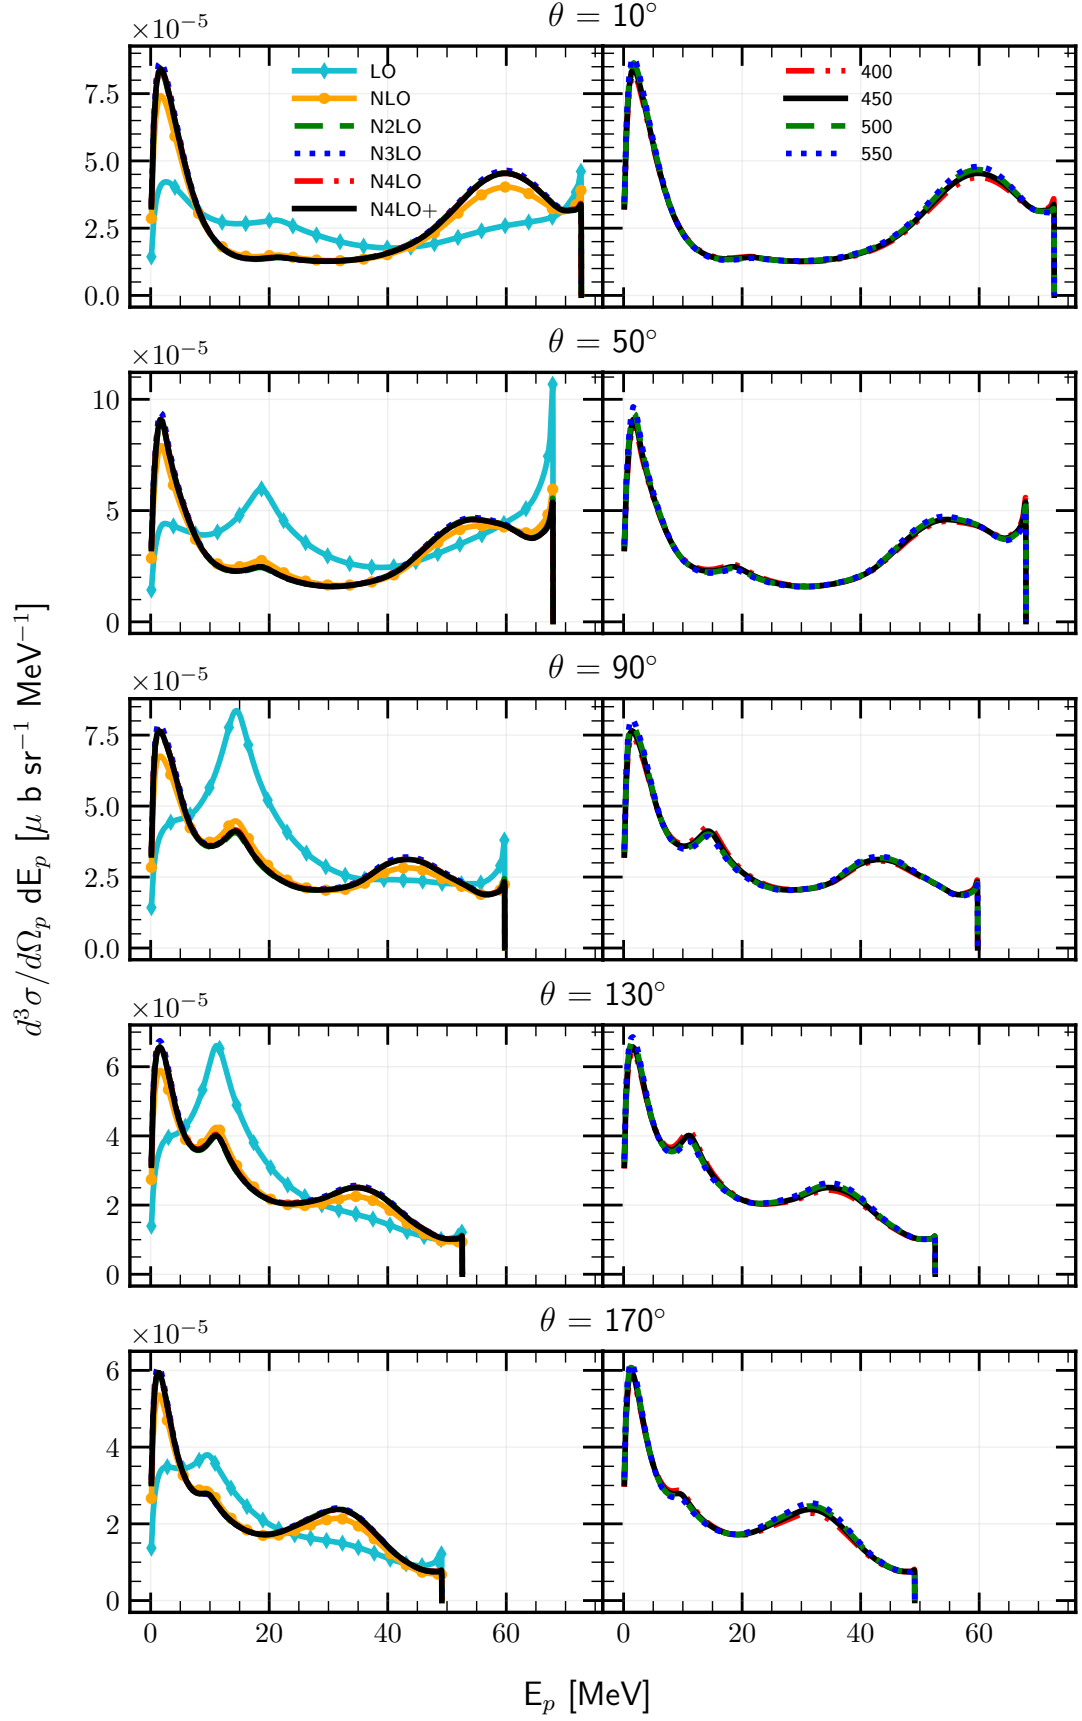 θ = 10°
×10⁻⁵
7.5
5.0
2.5
0.0
LO
NLO
N2LO
N3LO
N4LO
N4LO+
400
450
500
550
θ = 50°
×10⁻⁵
10
5
0
θ = 90°
×10⁻⁵
7.5
5.0
2.5
0.0
θ = 130°
×10⁻⁵
6
4
2
0
θ = 170°
×10⁻⁵
6
4
2
0
0 20 40 60
0 20 40 60
E_p [MeV]
d³σ/dΩ_p dE_p [μ b sr⁻¹ MeV⁻¹]